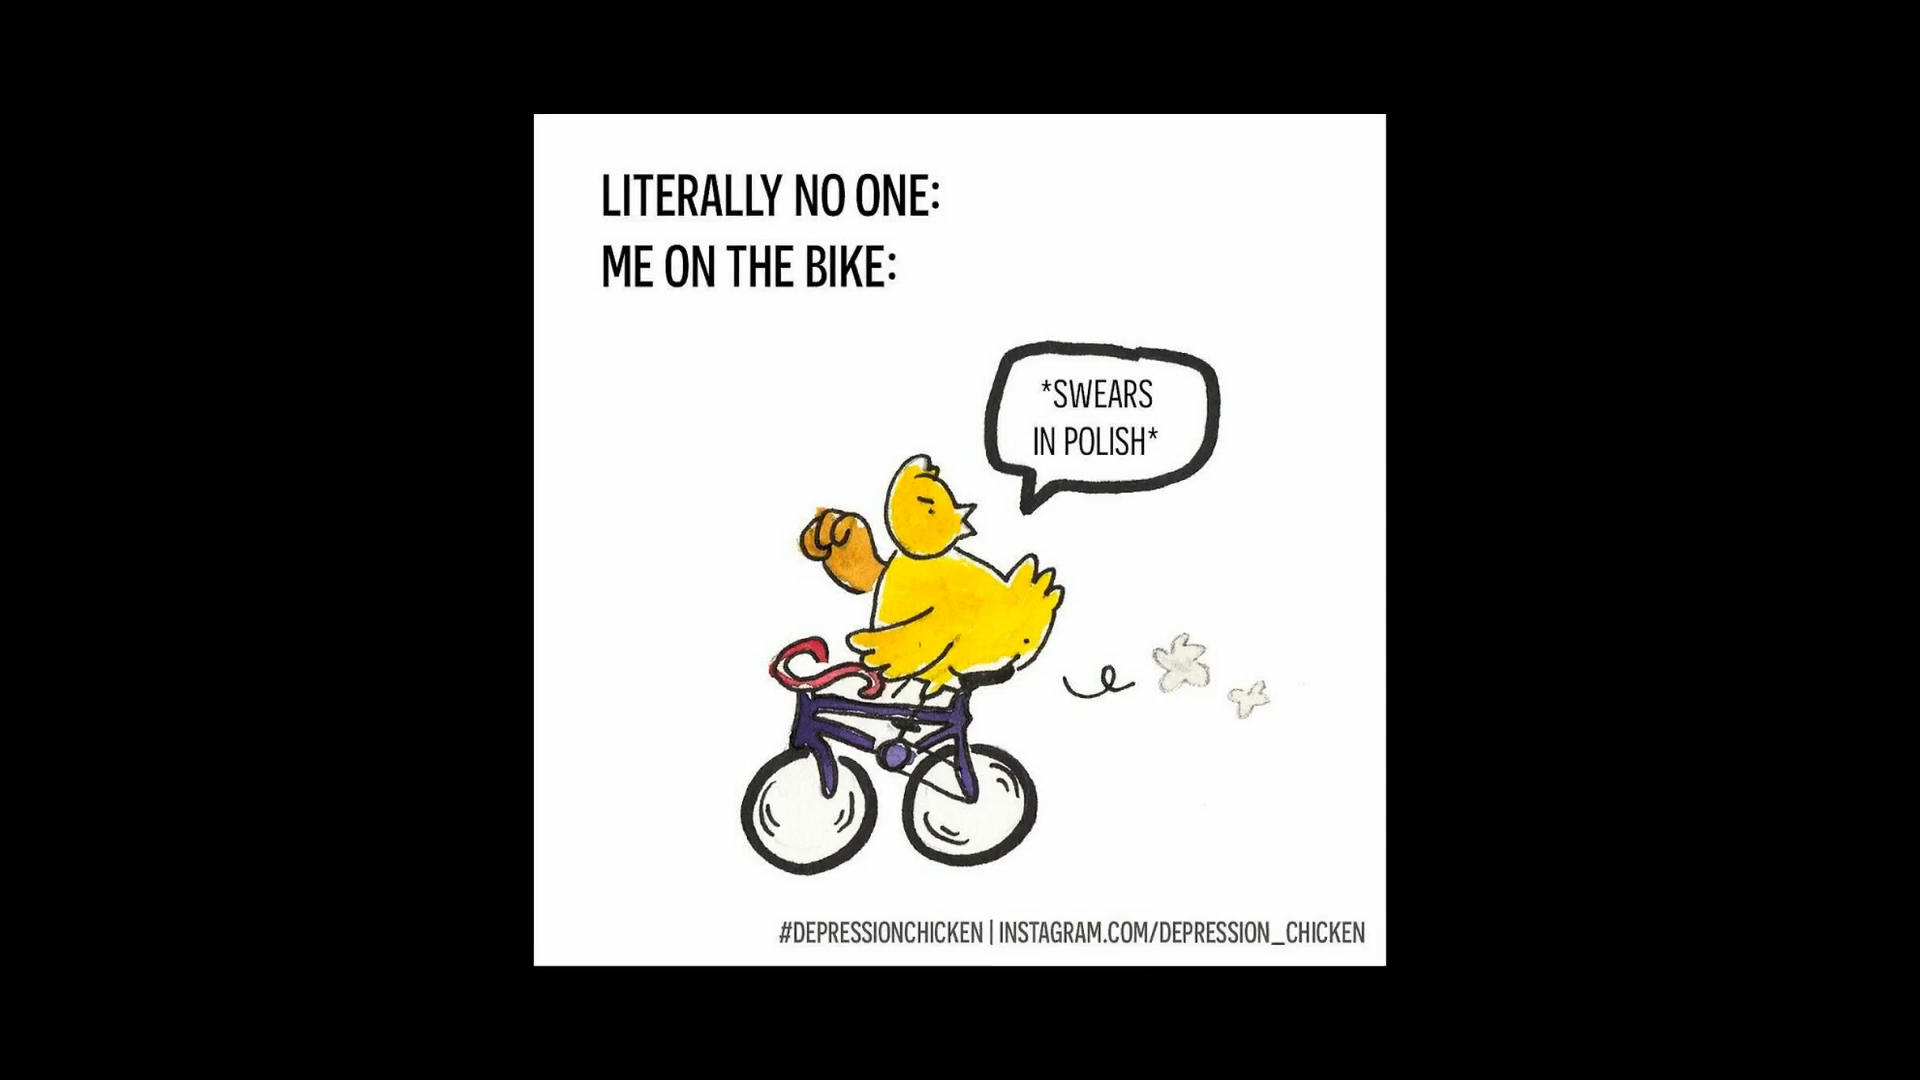 LITERALLY NO ONE:
ME ON THE BIKE:
*SWEARS
IN POLISH*
#DEPRESSIONCHICKEN | INSTAGRAM.COM/DEPRESSION_CHICKEN